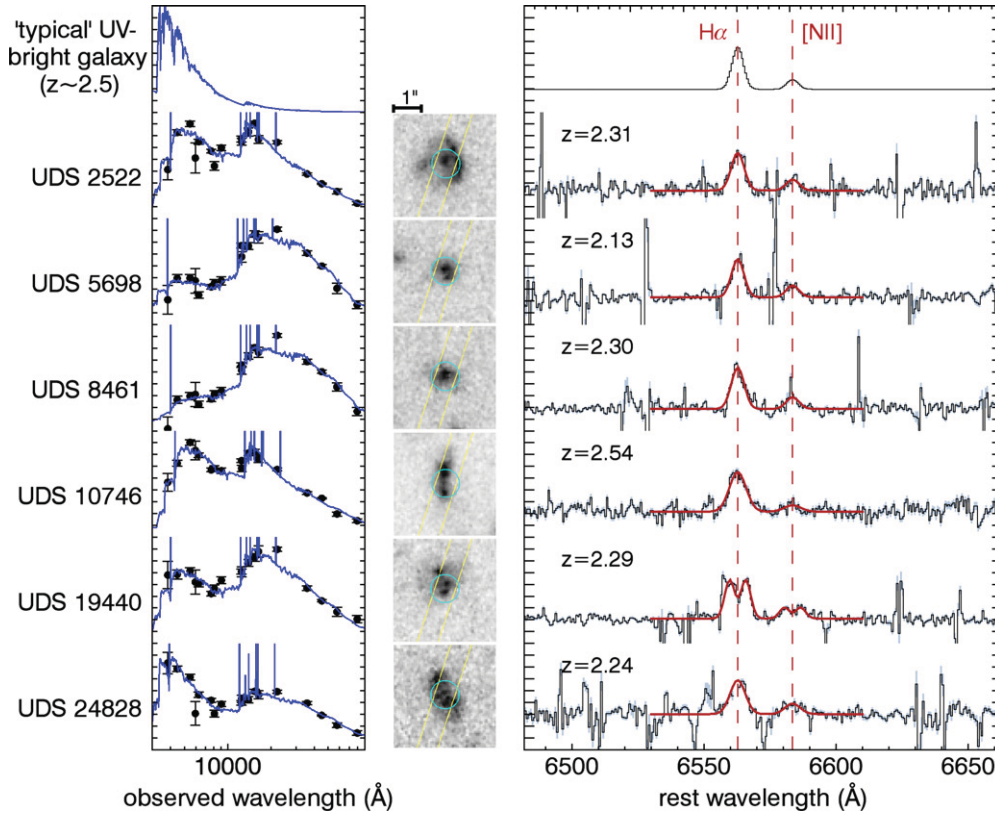 'typical' UV-
bright galaxy
(z~2.5)
Hα
[NII]
1"
UDS 2522
z=2.31
UDS 5698
z=2.13
UDS 8461
z=2.30
UDS 10746
z=2.54
UDS 19440
z=2.29
UDS 24828
z=2.24
10000
6500
6550
6600
6650
observed wavelength (Å)
rest wavelength (Å)